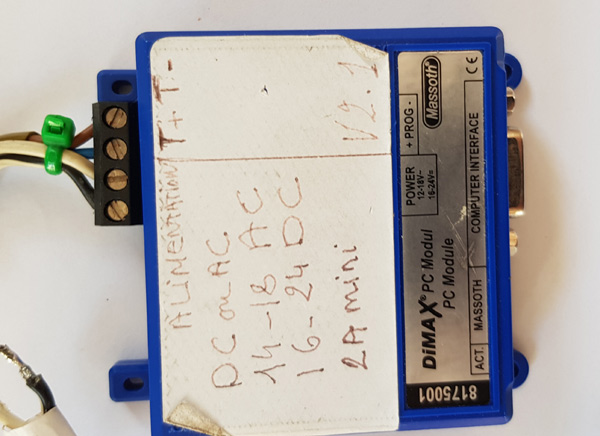 T+ T-
V2.1
ALIMENTATION
DC ou AC
14-18 AC
16-24 DC
2A mini
Massoth
CE
+ PROG -
POWER
12-18V~
16-24V=
COMPUTER INTERFACE
DiMAX® PC Modul
PC Module
ACT.
MASSOTH
8175001